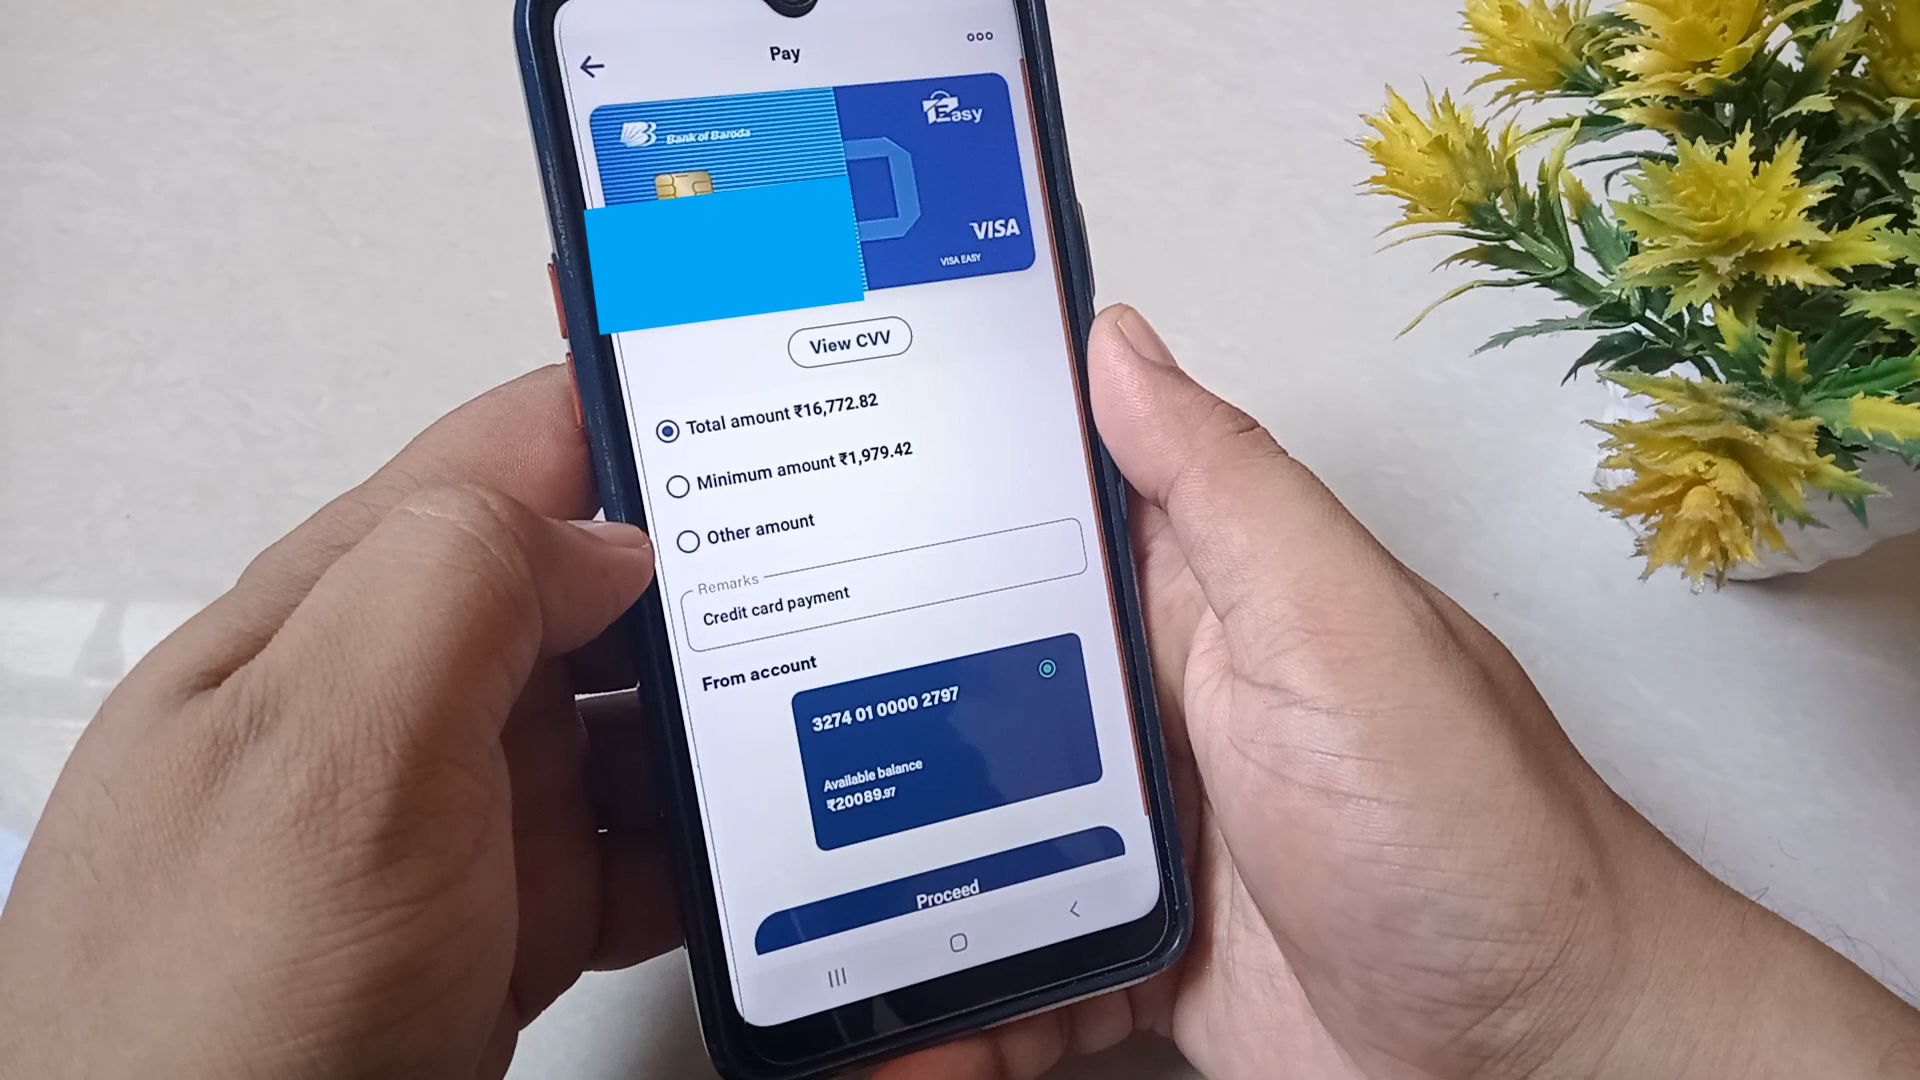 Pay
Bank of Baroda
Easy
VISA
VISA EASY
View CVV
Total amount ₹16,772.82
Minimum amount ₹1,979.42
Other amount
Remarks
Credit card payment
From account
3274 01 0000 2797
Available balance
₹20089.97
Proceed